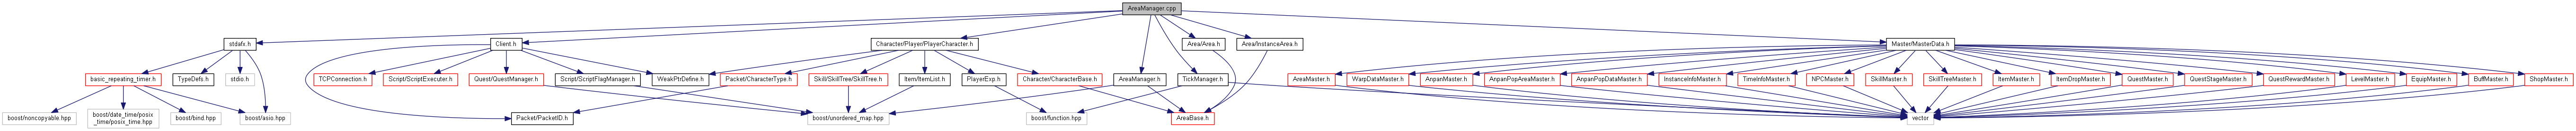 AreaManager.cpp
stdafx.h
Client.h
Character/Player/PlayerCharacter.h
Area/Area.h
Area/InstanceArea.h
Master/MasterData.h
basic_repeating_timer.h
TypeDefs.h
stdio.h
TCPConnection.h
Script/ScriptExecuter.h
Quest/QuestManager.h
Script/ScriptFlagManager.h
WeakPtrDefine.h
Packet/CharacterType.h
Skill/SkillTree/SkillTree.h
Item/ItemList.h
PlayerExp.h
Character/CharacterBase.h
AreaManager.h
TickManager.h
AreaMaster.h
WarpDataMaster.h
AnpanMaster.h
AnpanPopAreaMaster.h
AnpanPopDataMaster.h
InstanceInfoMaster.h
TimeInfoMaster.h
NPCMaster.h
SkillMaster.h
SkillTreeMaster.h
ItemMaster.h
ItemDropMaster.h
QuestMaster.h
QuestStageMaster.h
QuestRewardMaster.h
LevelMaster.h
EquipMaster.h
BuffMaster.h
ShopMaster.h
boost/noncopyable.hpp
boost/date_time/posix
_time/posix_time.hpp
boost/bind.hpp
boost/asio.hpp
Packet/PacketID.h
boost/unordered_map.hpp
boost/function.hpp
AreaBase.h
vector